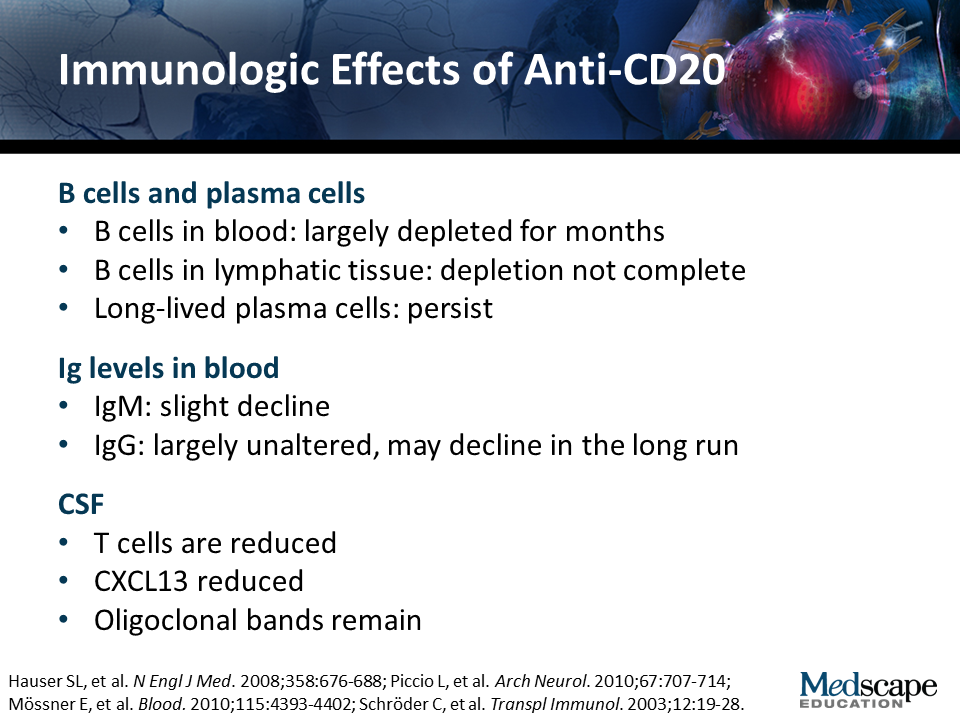 Immunologic Effects of Anti-CD20
B cells and plasma cells
• B cells in blood: largely depleted for months
• B cells in lymphatic tissue: depletion not complete
• Long-lived plasma cells: persist
Ig levels in blood
• IgM: slight decline
• IgG: largely unaltered, may decline in the long run
CSF
• T cells are reduced
• CXCL13 reduced
• Oligoclonal bands remain
Hauser SL, et al. N Engl J Med. 2008;358:676-688; Piccio L, et al. Arch Neurol. 2010;67:707-714;
Mössner E, et al. Blood. 2010;115:4393-4402; Schröder C, et al. Transpl Immunol. 2003;12:19-28.
Medscape
EDUCATION